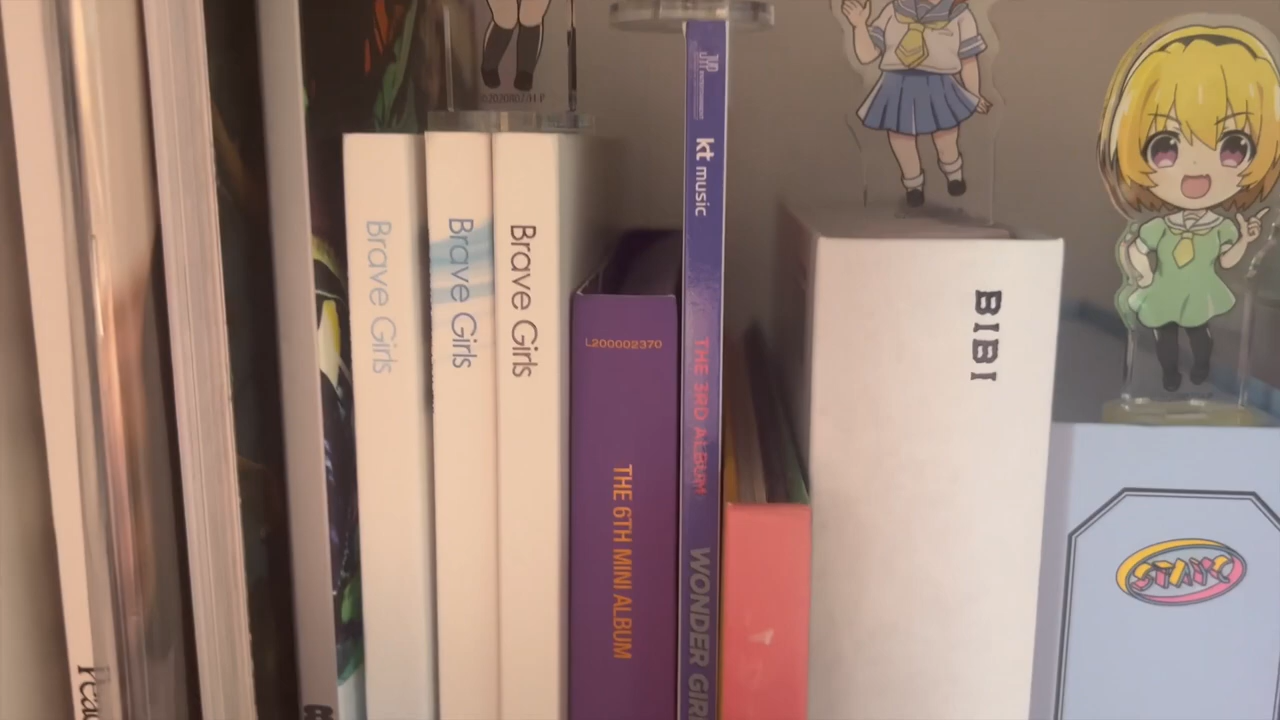 Brave Girls
Brave Girls
Brave Girls
L200002370
THE 6TH MINI ALBUM
kt music
THE 3RD ALBUM
WONDER GIRL
BIBI
STAYC